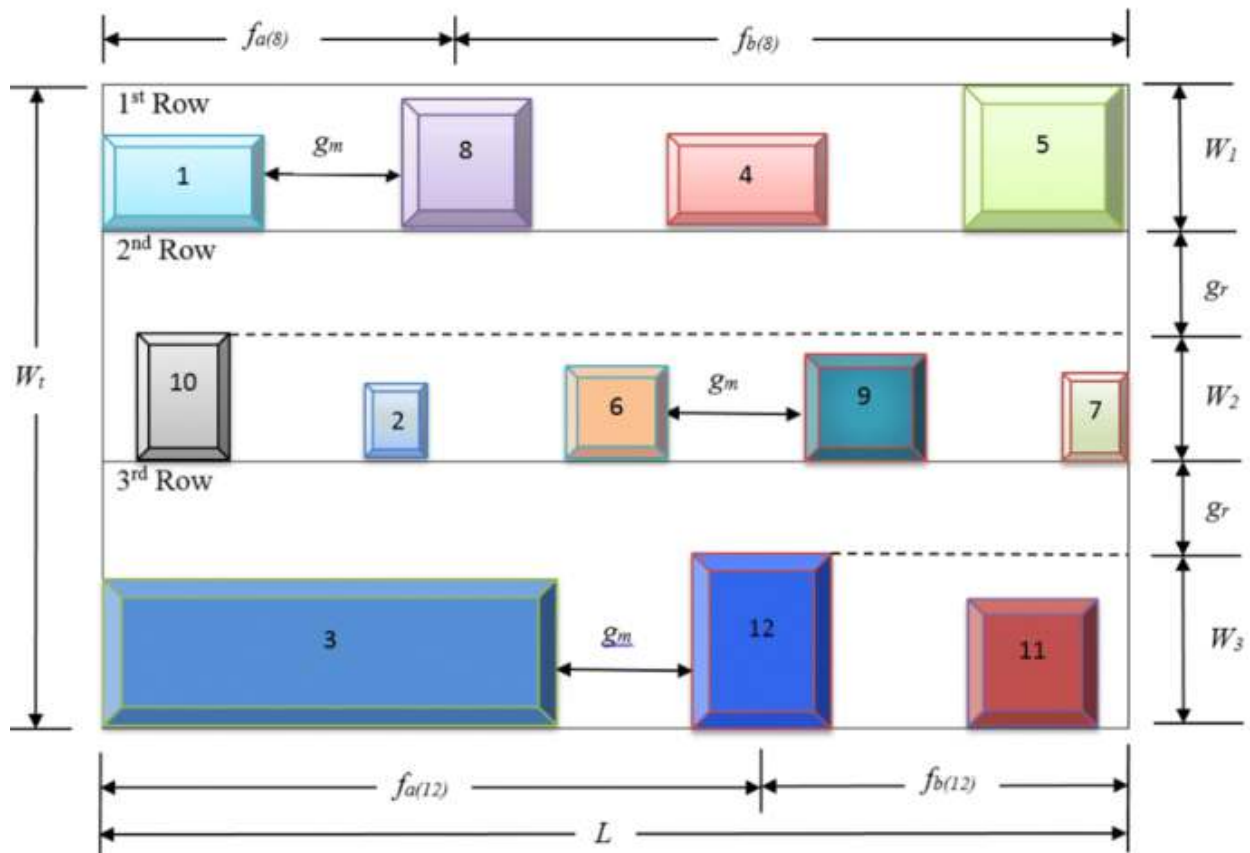 fa(8) fb(8)
1st Row
gm
1 8 4 5 W1
2nd Row
gr
Wt
10 2 6 gm 9 7 W2
3rd Row
gr
3 gm 12 11 W3
fa(12) fb(12)
L